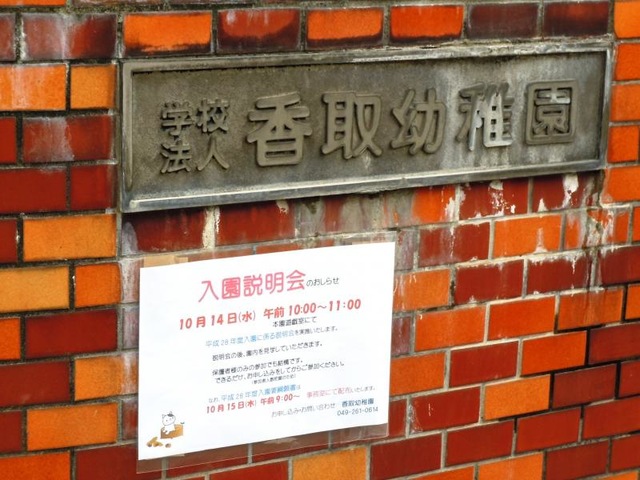 学校
法人
香取幼稚園
入園説明会のおしらせ
10月14日(水) 午前10:00～11:00
本園遊戯室にて
平成28年度入園に係る説明会を実施いたします。
説明会の後、園内を見学していただきます。
保護者様のみの参加でも結構です。
できるだけ、お申し込みをしてからご参加ください。
なお、平成28年度入園
10月15日(木) 午前9:00～ 事務室にて配布いたします。
お申し込み・お問い合わせ 香取幼稚園
049-261-0614